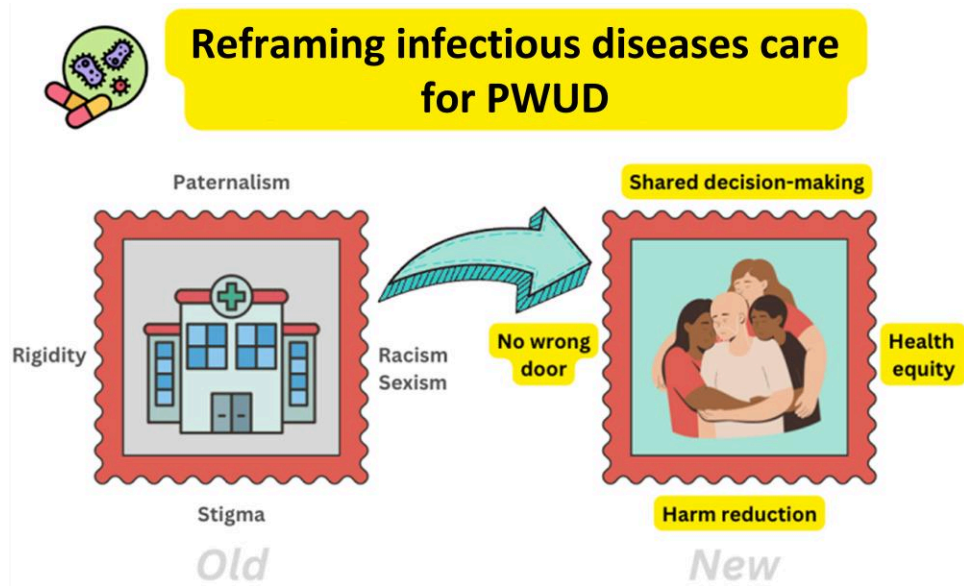 Reframing infectious diseases care
for PWUD
Paternalism
Rigidity
Racism
Sexism
Stigma
Old
Shared decision-making
No wrong
door
Health
equity
Harm reduction
New